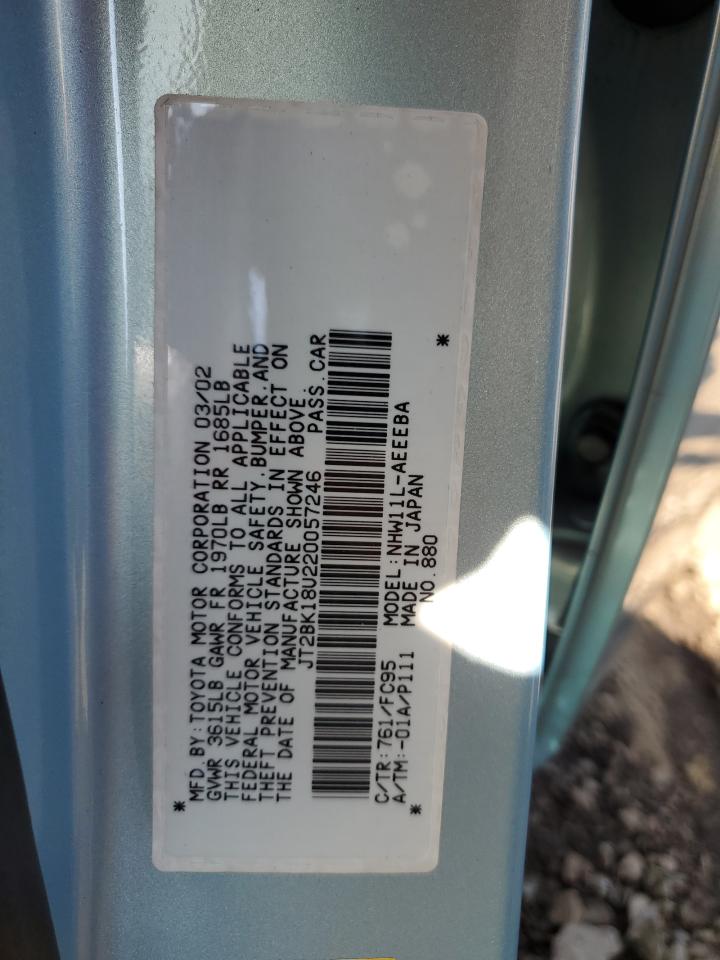 *
MFD. BY: TOYOTA MOTOR CORPORATION 03/02
GVWR 3615LB GAWR FR 1970LB RR 1685LB
THIS VEHICLE CONFORMS TO ALL APPLICABLE
FEDERAL MOTOR VEHICLE SAFETY, BUMPER, AND
THEFT PREVENTION STANDARDS IN EFFECT ON
THE DATE OF MANUFACTURE SHOWN ABOVE.
JT2BK18U220057246 PASS. CAR
C/TR: 761/FC95 MODEL: NHW11L-AEEEBA
A/TM: -01A/P111 MADE IN JAPAN
* NO. 880 *